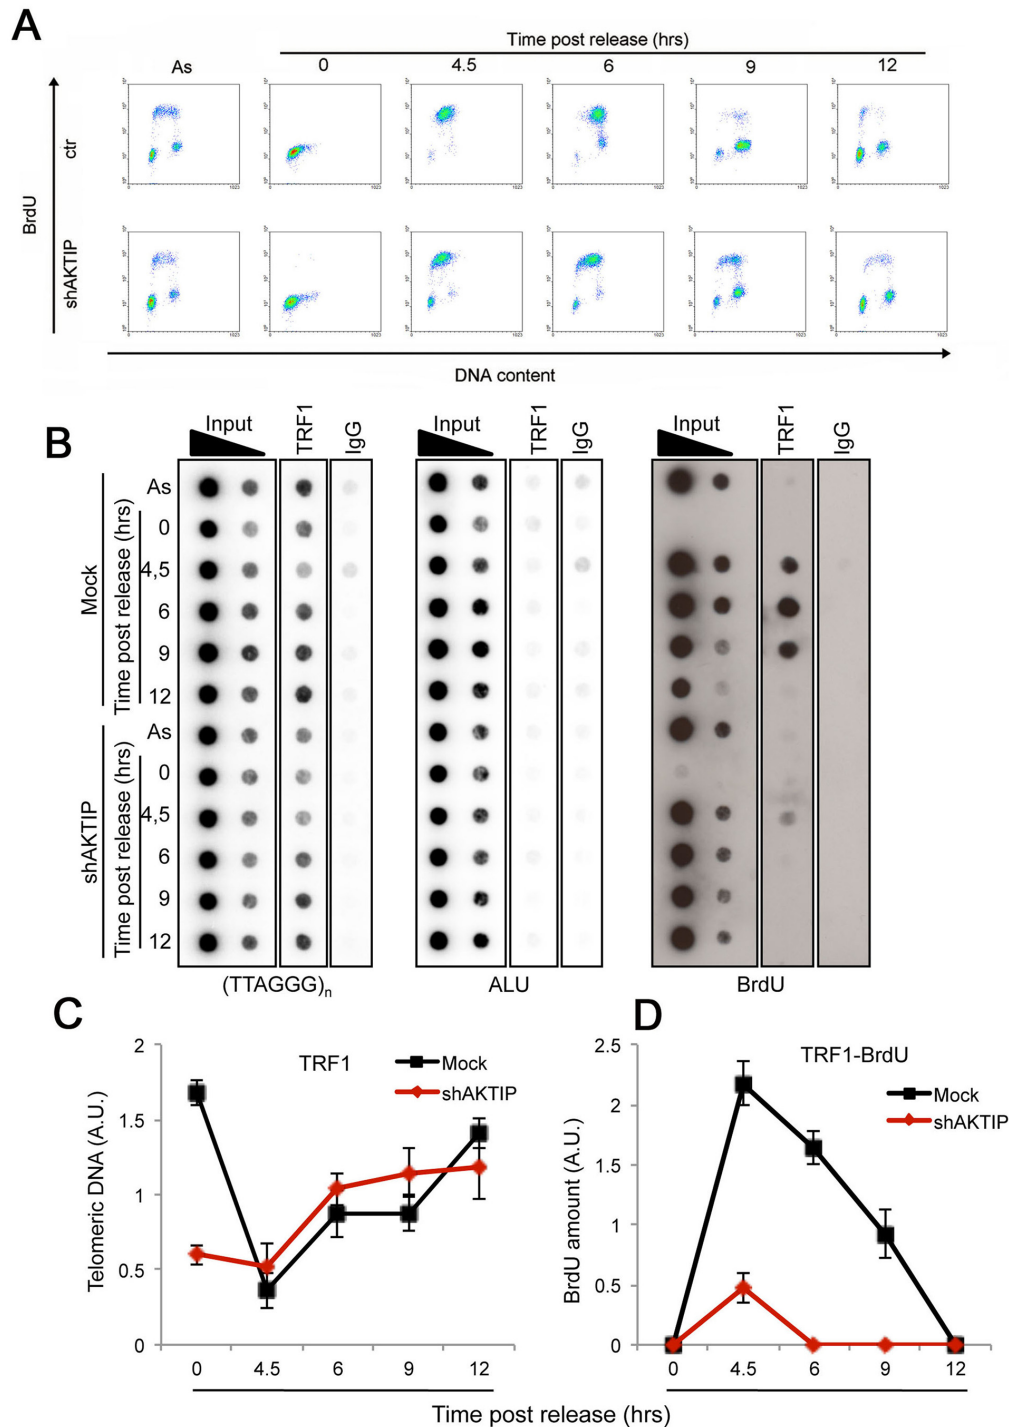 A
Time post release (hrs)
As 0 4.5 6 9 12
BrdU
ctr
shAKTIP
DNA content
B
Input TRF1 IgG Input TRF1 IgG Input TRF1 IgG
Mock
Time post release (hrs)
As
0
4,5
6
9
12
shAKTIP
Time post release (hrs)
As
0
4,5
6
9
12
(TTAGGG)n ALU BrdU
C
TRF1
Mock
shAKTIP
Telomeric DNA (A.U.)
2
1.5
1
0.5
0
0 4.5 6 9 12
D
TRF1-BrdU
Mock
shAKTIP
BrdU amount (A.U.)
2.5
2
1.5
1
0.5
0
0 4.5 6 9 12
Time post release (hrs)